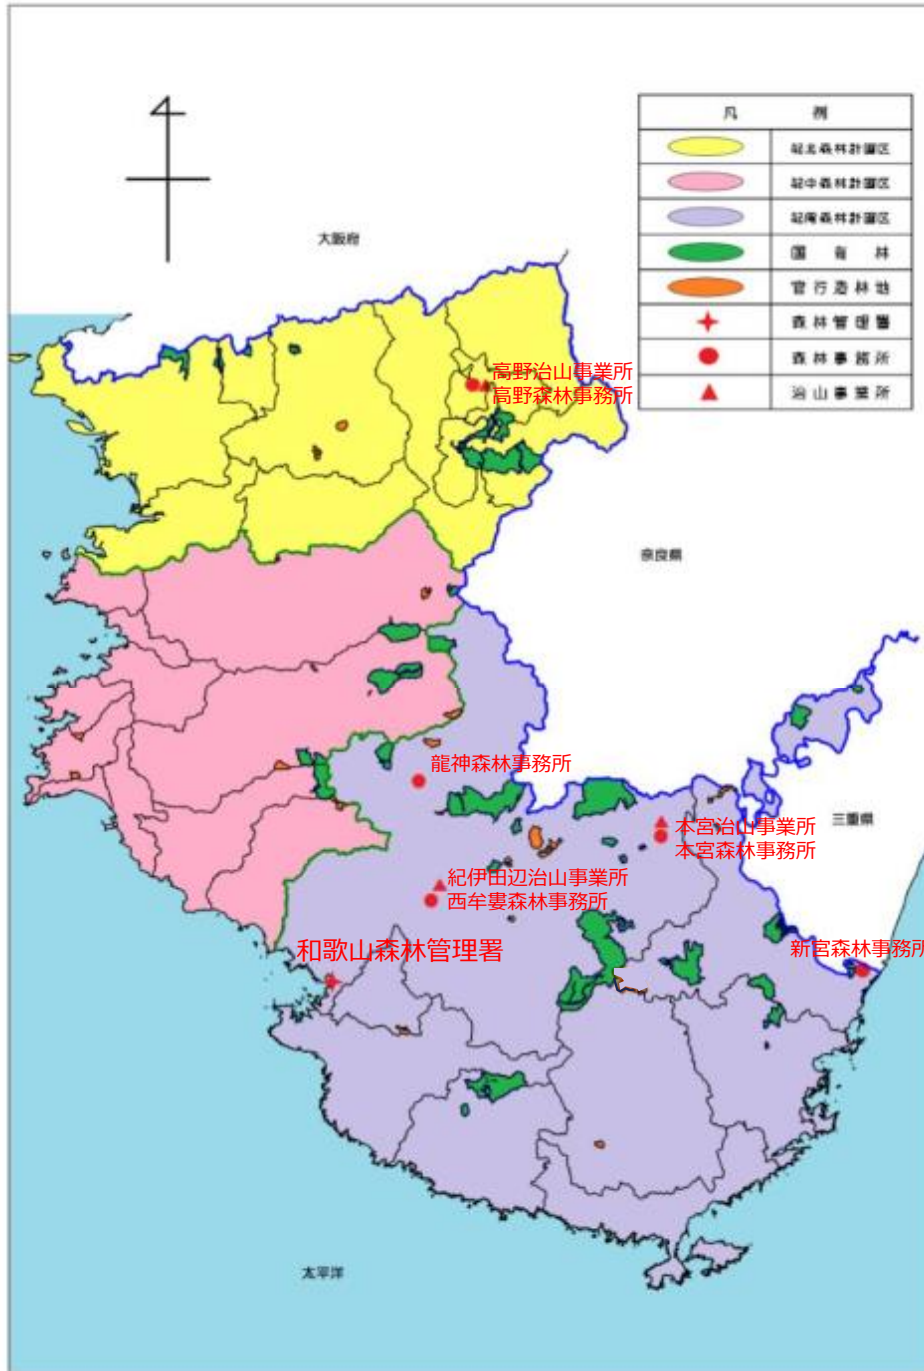 凡 例
紀北森林計画区
紀中森林計画区
紀南森林計画区
国有林
官行造林地
森林管理署
森林事務所
治山事業所
大阪府
高野治山事業所
高野森林事務所
奈良県
龍神森林事務所
三重県
本宮治山事業所
本宮森林事務所
紀伊田辺治山事業所
西牟婁森林事務所
和歌山森林管理署
新宮森林事務所
太平洋